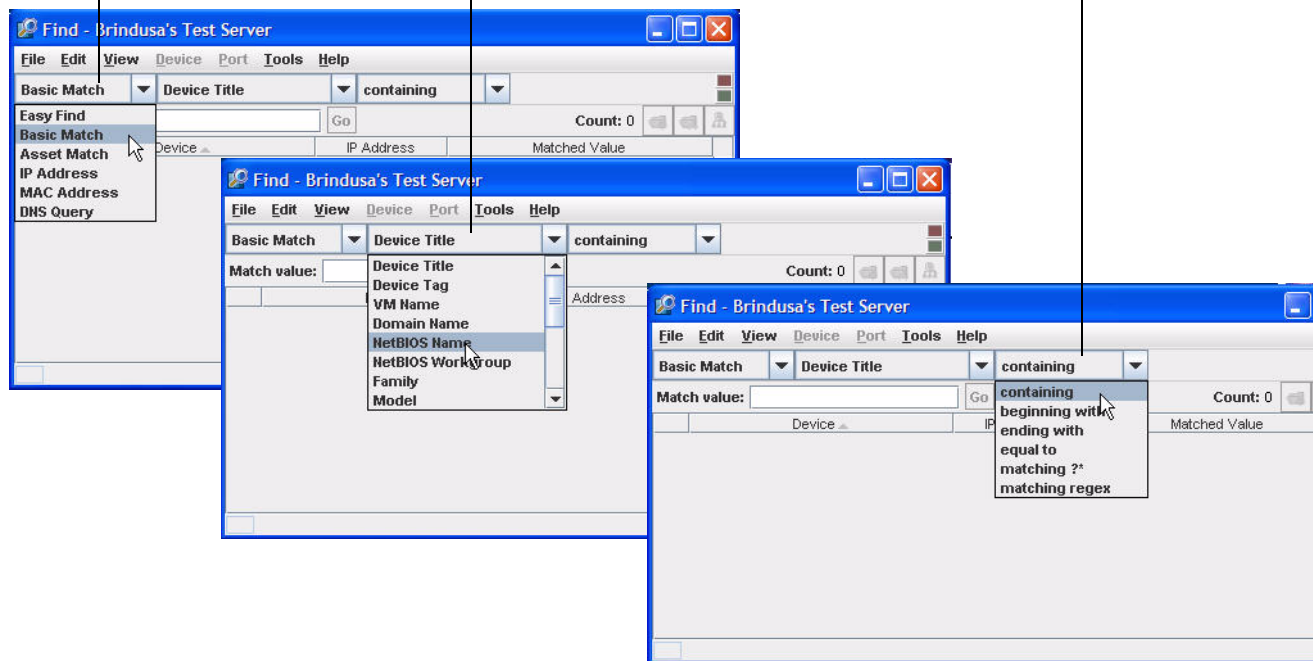 Find - Brindusa's Test Server
File Edit View Device Port Tools Help
Basic Match Device Title containing
Easy Find
Basic Match
Asset Match
IP Address
MAC Address
DNS Query
Go Count: 0
Device IP Address Matched Value
Find - Brindusa's Test Server
File Edit View Device Port Tools Help
Basic Match Device Title containing
Match value: Count: 0
Device Title
Device Tag
VM Name
Domain Name
NetBIOS Name
NetBIOS Workgroup
Family
Model
Address
Find - Brindusa's Test Server
File Edit View Device Port Tools Help
Basic Match Device Title containing
Match value: Go Count: 0
containing
beginning with
ending with
equal to
matching ?*
matching regex
Device IP Matched Value